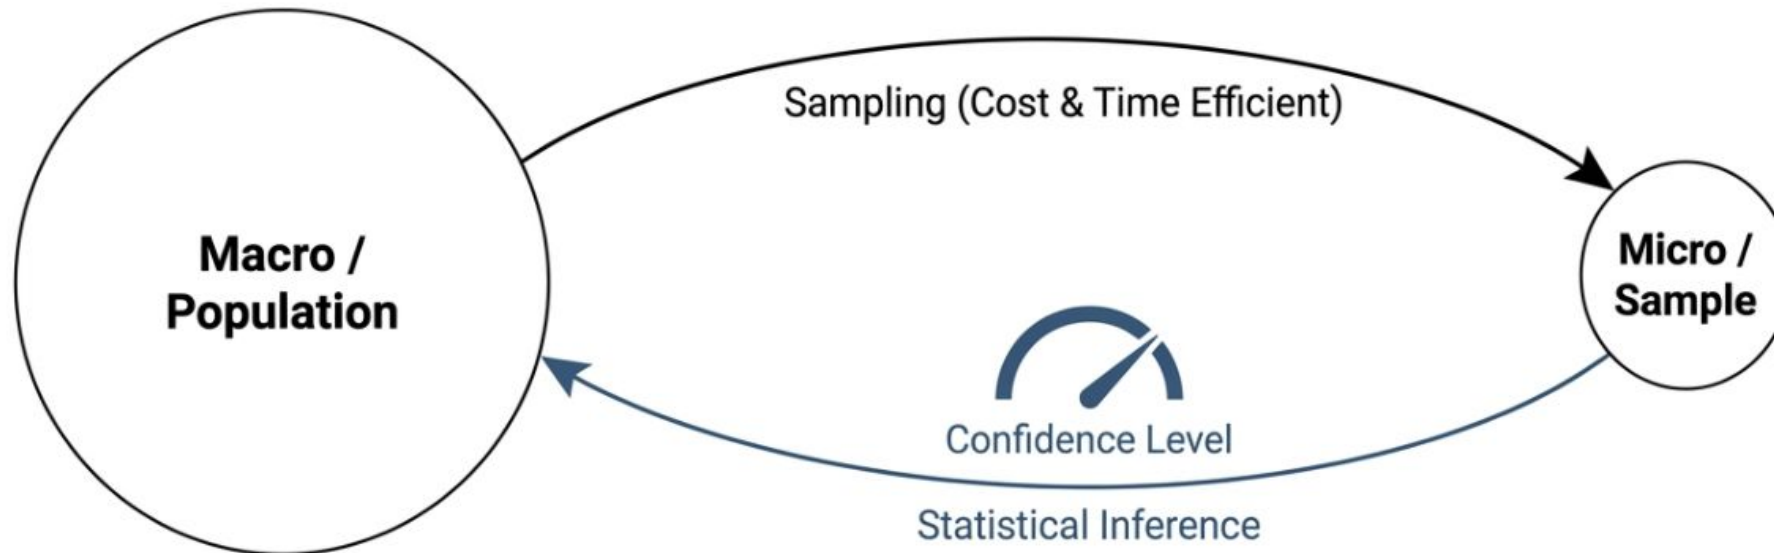 Sampling (Cost & Time Efficient)
Macro /
Population
Micro /
Sample
Confidence Level
Statistical Inference